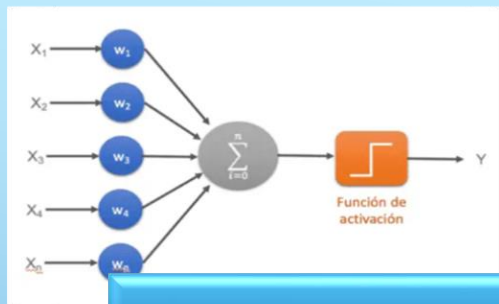 X₁ w₁
X₂ w₂
X₃ w₃
X₄ w₄
Xₙ wₙ
n
∑
i=0
Y
Función de
activación